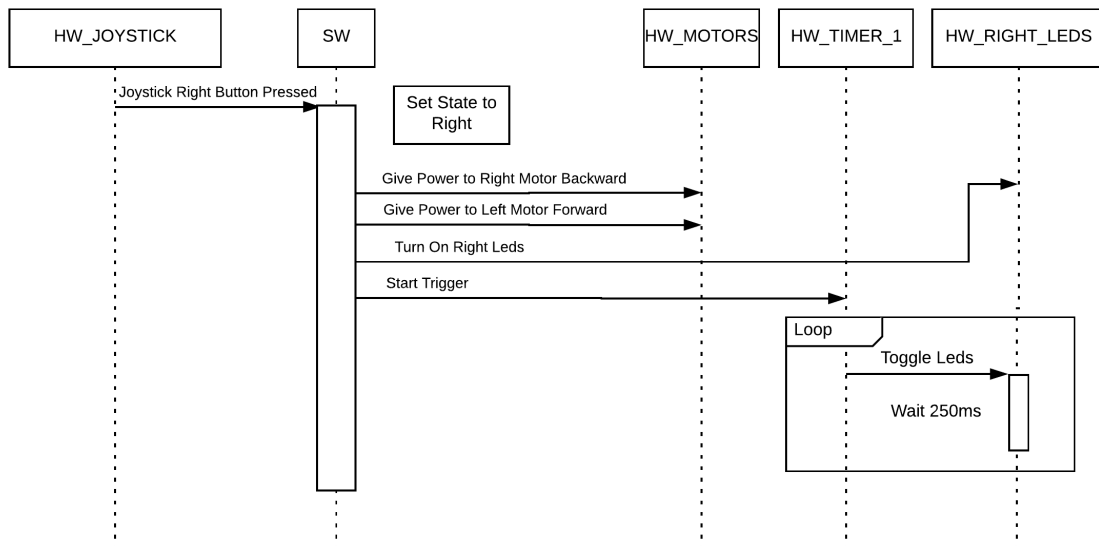 HW_JOYSTICK
SW
HW_MOTORS
HW_TIMER_1
HW_RIGHT_LEDS
Joystick Right Button Pressed
Set State to
Right
Give Power to Right Motor Backward
Give Power to Left Motor Forward
Turn On Right Leds
Start Trigger
Loop
Toggle Leds
Wait 250ms